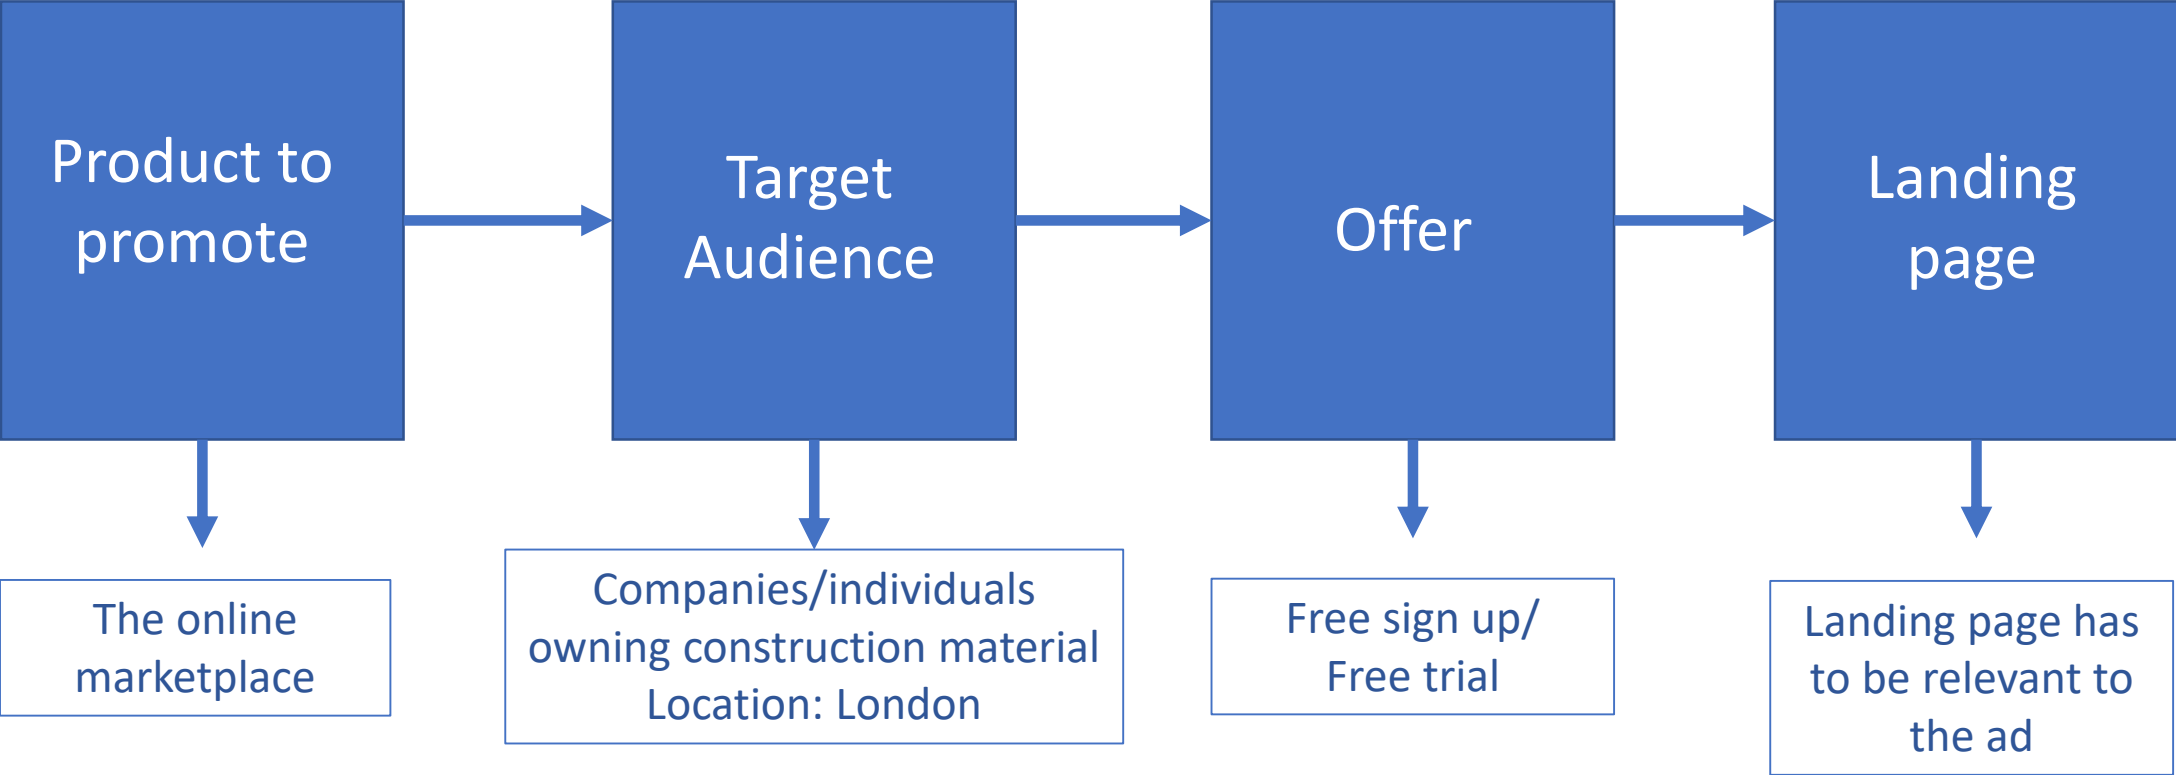 Product to
promote
Target
Audience
Offer
Landing
page
The online
marketplace
Companies/individuals
owning construction material
Location: London
Free sign up/
Free trial
Landing page has
to be relevant to
the ad